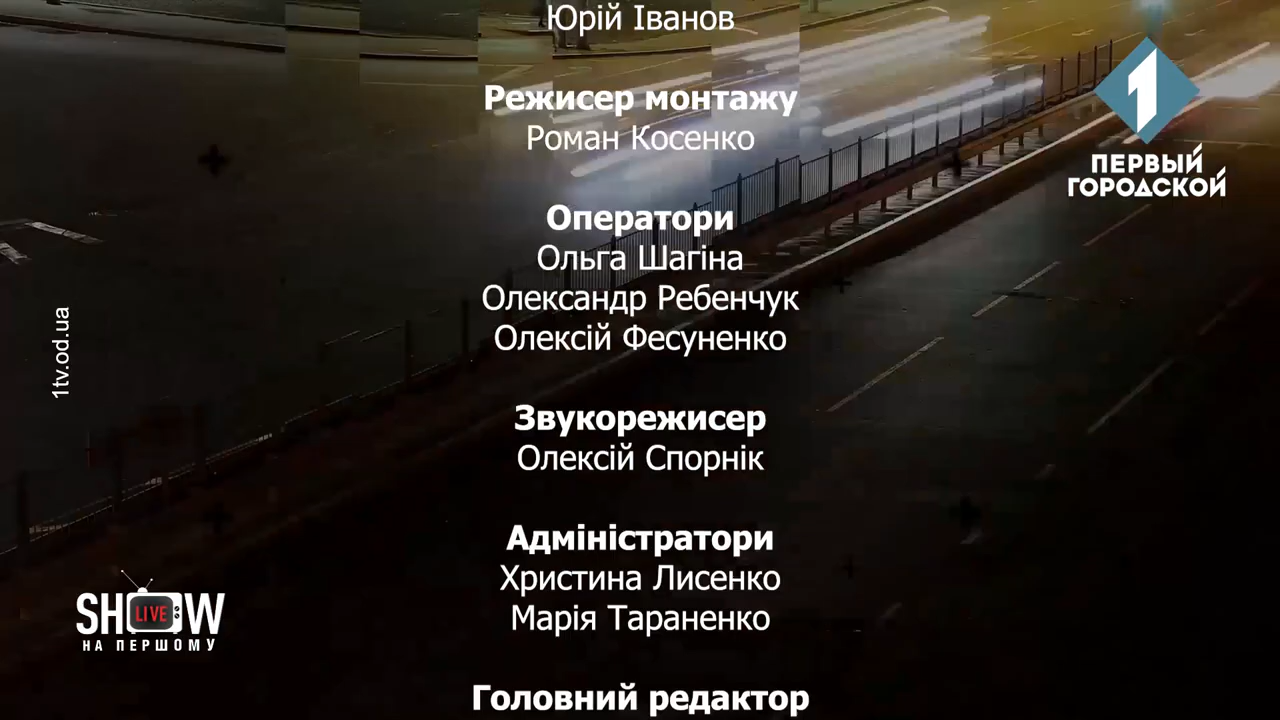 Юрій Іванов
Режисер монтажу
Роман Косенко
Оператори
Ольга Шагіна
Олександр Ребенчук
Олексій Фесуненко
Звукорежисер
Олексій Спорнік
Адміністратори
Христина Лисенко
Марія Тараненко
Головний редактор
1
ПЕРВЫЙ
ГОРОДСКОЙ
1tv.od.ua
SHOW
LIVE
НА ПЕРШОМУ